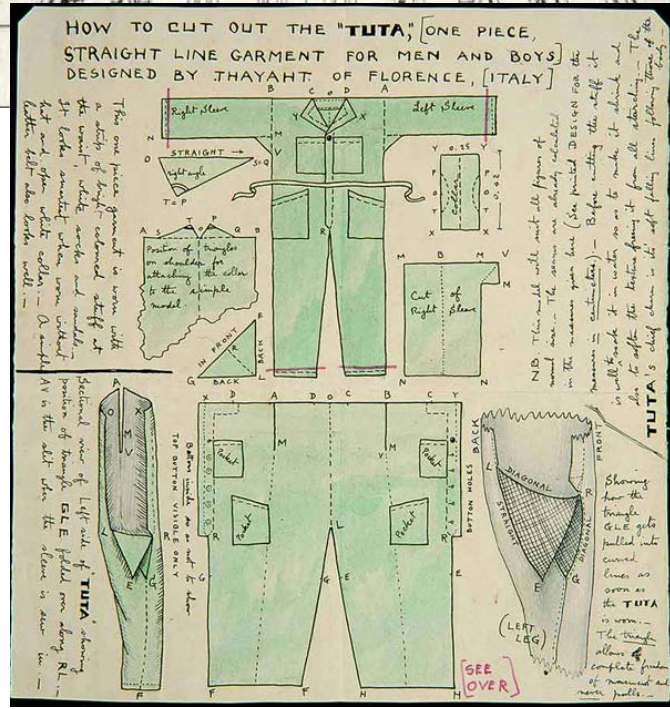 HOW TO CUT OUT THE "TUTA", [ONE PIECE,
STRAIGHT LINE GARMENT FOR MEN AND BOYS]
DESIGNED BY THAYAHT OF FLORENCE, [ITALY]
This one piece garment is worn with
a strip of bright coloured stuff at
the waist, white socks and sandals.
It looks smartest when worn without
hat and open white collar. A simple
leather belt also looks well.
B C O D A
Right Sleeve
Left Sleeve
Y X
M V
N
STRAIGHT →
Q S=Q
right angle
T=P
A S T O P Q B
Position of triangles
on shoulder for
attaching the collar
to the simple
model.
R
Y 0.25 Y
Collar
0.42
X X
M B M V
M
Cut of
Right Sleeve
N N
IN FRONT
BACK
G BACK L
N.B. This model will suit all figures of
normal size. The seams are already calculated
in the measures given here (See printed DESIGN for the
measures in centimetres) — Before cutting the stuff it
is well to soak it in water so as to make it shrink and
also to soften the texture freeing it from all starching. — The
TUTA's chief charm is its soft falling lines following those of the
body.
Sectional view of Left side of "TUTA" showing
position of triangle GLE folded over along RL.
AV is the slit where the sleeve is sewn in.
A
O X
M
V
L R
E G
F
Buttons inside so as not to show
TOP BUTTON VISIBLE ONLY
X D A D O C B C Y
M M
V
Pocket
Pocket
Pocket
Pocket
R R
L
G G E E
F F H H
BUTTON HOLES
BACK
FRONT
L DIAGONAL
STRAIGHT
R
DIAGONAL
E G
(LEFT
LEG)
Showing
how the
triangle
GLE gets
pulled into
curved
lines as
soon as
the TUTA
is worn.
The triangle
allows
complete freedom
of movement and
never pulls.
[SEE
OVER]